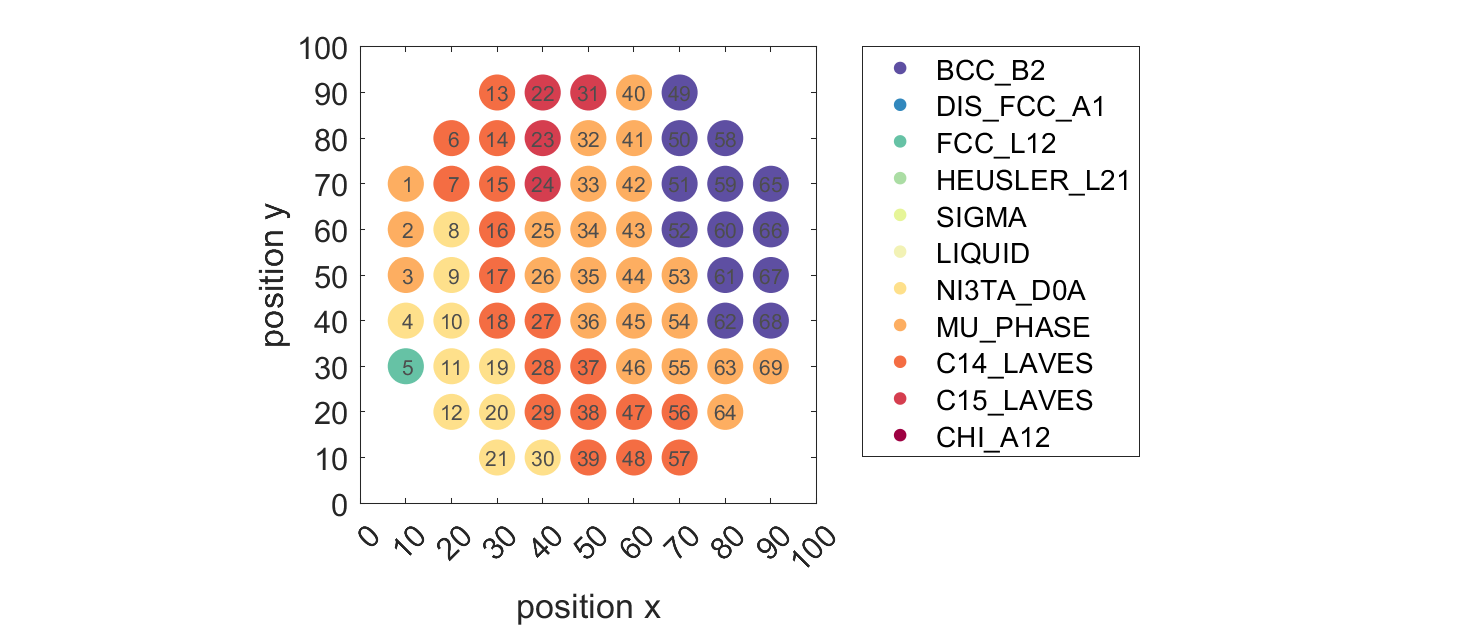 100
90
80
70
60
50
40
30
20
10
0
13 22 31 40 49
6 14 23 32 41 50 58
1 7 15 24 33 42 51 59 65
2 8 16 25 34 43 52 60 66
3 9 17 26 35 44 53 61 67
4 10 18 27 36 45 54 62 68
5 11 19 28 37 46 55 63 69
12 20 29 38 47 56 64
21 30 39 48 57
0 10 20 30 40 50 60 70 80 90 100
position x
position y
BCC_B2
DIS_FCC_A1
FCC_L12
HEUSLER_L21
SIGMA
LIQUID
NI3TA_D0A
MU_PHASE
C14_LAVES
C15_LAVES
CHI_A12